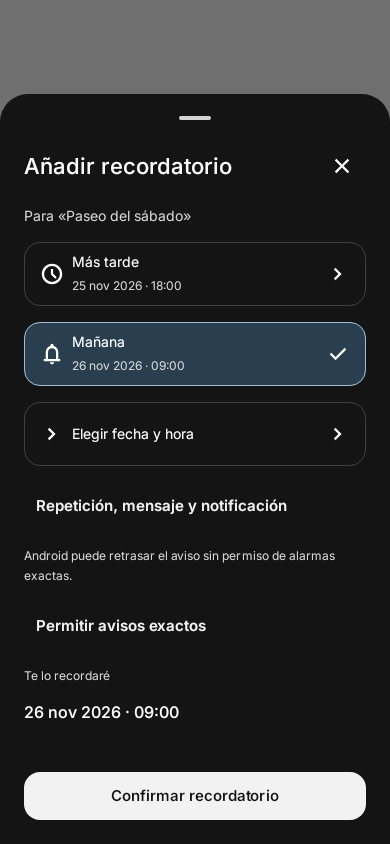 Añadir recordatorio
Para «Paseo del sábado»
Más tarde
25 nov 2026 · 18:00
Mañana
26 nov 2026 · 09:00
Elegir fecha y hora
Repetición, mensaje y notificación
Android puede retrasar el aviso sin permiso de alarmas
exactas.
Permitir avisos exactos
Te lo recordaré
26 nov 2026 · 09:00
Confirmar recordatorio